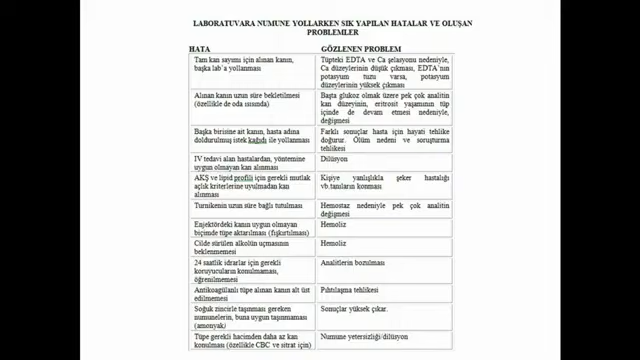 LABORATUVARA NUMUNE YOLLARKEN SIK YAPILAN HATALAR VE OLUŞAN
PROBLEMLER
HATA GÖZLENEN PROBLEM
Tam kan sayımı için alınan kanın,
başka lab'a yollanması
Tüpteki EDTA ve Ca şelasyonu nedeniyle,
Ca düzeylerinin düşük çıkması, EDTA'nın
potasyum tuzu varsa, potasyum
düzeylerinin yüksek çıkması
Alınan kanın uzun süre bekletilmesi
(özellikle de oda ısısında)
Başta glukoz olmak üzere pek çok analitin
kan düzeyinin, eritrosit yaşamının tüp
içinde de devam etmesi nedeniyle,
değişmesi
Başka birisine ait kanın, hasta adına
doldurulmuş istek kağıdı ile yollanması
Farklı sonuçlar hasta için hayati tehlike
doğurur. Ölüm nedeni ve soruşturma
tehlikesi
IV tedavi alan hastalardan, yöntemine
uygun olmayan kan alınması
Dilüsyon
AKŞ ve lipid profili için gerekli mutlak
açlık kriterlerine uyulmadan kan
alınması
Kişiye yanlışlıkla şeker hastalığı
vb.tanıların konması
Turnikenin uzun süre bağlı tutulması
Hemostaz nedeniyle pek çok analitin
değişmesi
Enjektördeki kanın uygun olmayan
biçimde tüpe aktarılması (fışkırtılması)
Hemoliz
Cilde sürülen alkolün uçmasının
beklenmemesi
Hemoliz
24 saatlik idrarlar için gerekli
koruyucuların konulmaması,
öğrenilmemesi
Analitlerin bozulması
Antikoagülanlı tüpe alınan kanın alt üst
edilmemesi
Pıhtılaşma tehlikesi
Soğuk zincirle taşınması gereken
numunelerin, buna uygun taşınmaması
(amonyak)
Sonuçlar yüksek çıkar.
Tüpe gerekli hacimden daha az kan
konulması (özellikle CBC ve sitrat için)
Numune yetersizliği/dilüsyon